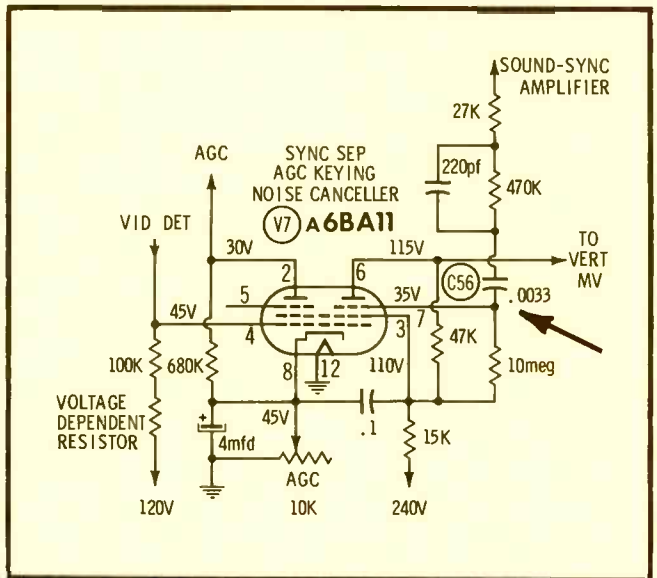 SOUND-SYNC
AMPLIFIER
27K
AGC
SYNC SEP
AGC KEYING
NOISE CANCELLER
220pf
470K
V7 A6BA11
VID DET
30V
115V
TO
VERT
MV
2
6
C56
5
35V
.0033
45V
4
3
7
47K
100K
680K
8
12
110V
10meg
VOLTAGE
DEPENDENT
RESISTOR
45V
+
4mfd
.1
15K
AGC
120V
10K
240V